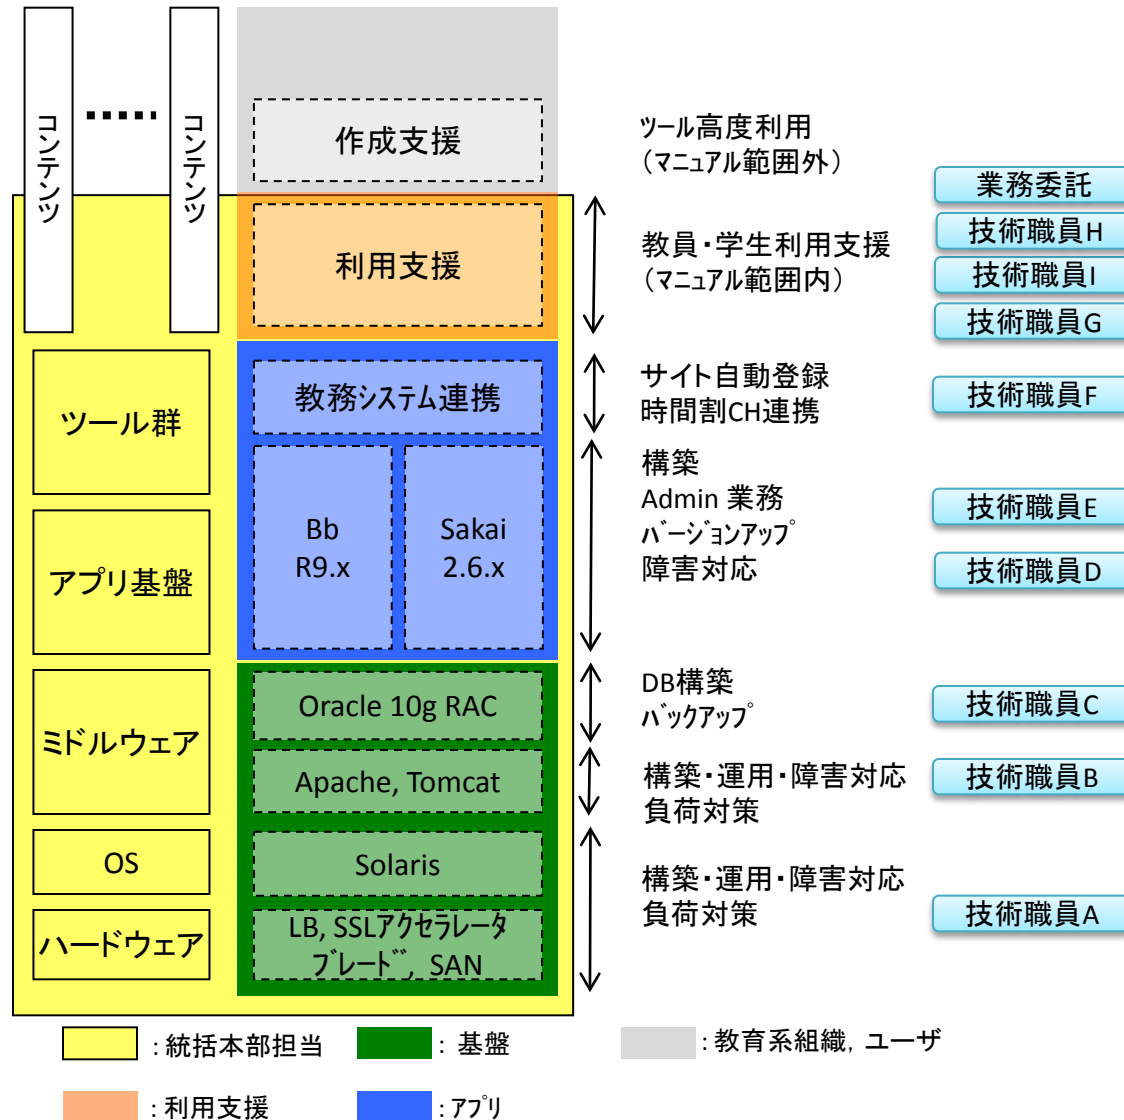 コンテンツ
コンテンツ
作成支援
ツール高度利用
(マニュアル範囲外)
利用支援
教員・学生利用支援
(マニュアル範囲内)
業務委託
技術職員H
技術職員I
技術職員G
ツール群
教務システム連携
サイト自動登録
時間割CH連携
技術職員F
アプリ基盤
Bb
R9.x
Sakai
2.6.x
構築
Admin 業務
バージョンアップ
障害対応
技術職員E
技術職員D
ミドルウェア
Oracle 10g RAC
DB構築
バックアップ
技術職員C
Apache, Tomcat
構築・運用・障害対応
負荷対策
技術職員B
OS
Solaris
ハードウェア
LB, SSLアクセラレータ
ブレード, SAN
構築・運用・障害対応
負荷対策
技術職員A
:統括本部担当
: 基盤
:教育系組織, ユーザ
:利用支援
:アプリ